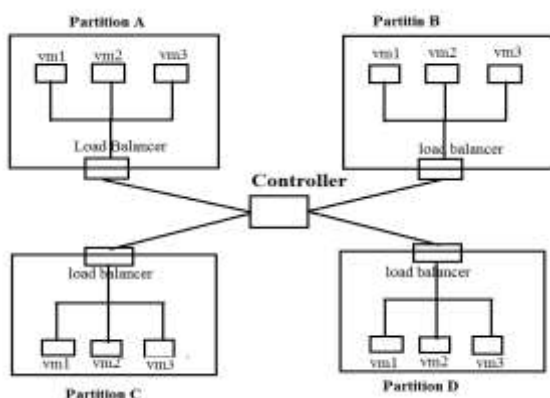 Partition A
vm1 vm2 vm3
Load Balancer
Partitin B
vm1 vm2 vm3
load balancer
Controller
load balancer
vm1 vm2 vm3
Partition C
load balancer
vm1 vm2 vm3
Partition D